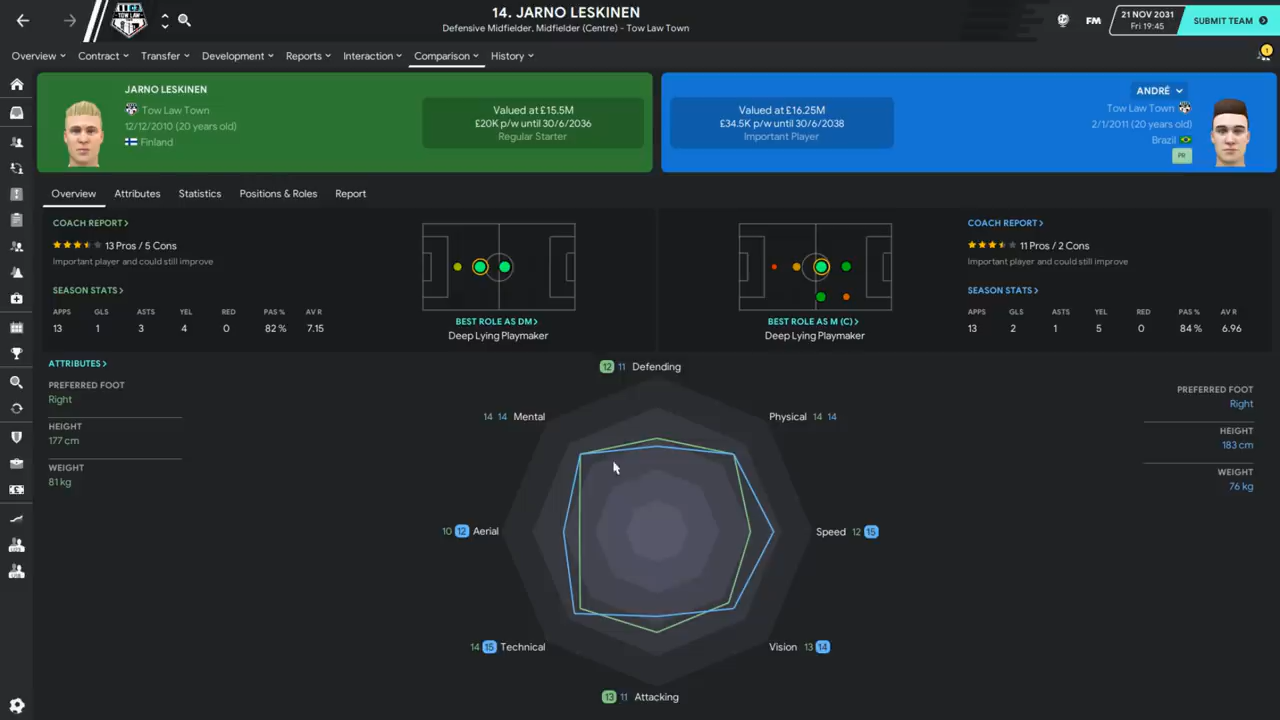 14. JARNO LESKINEN
Defensive Midfielder, Midfielder (Centre) - Tow Law Town
FM
21 NOV 2031
Fri 19:45
SUBMIT TEAM
1
Overview
Contract
Transfer
Development
Reports
Interaction
Comparison
History
JARNO LESKINEN
Tow Law Town
12/12/2010 (20 years old)
Finland
Valued at £15.5M
£20K p/w until 30/6/2036
Regular Starter
Valued at £16.25M
£34.5K p/w until 30/6/2038
Important Player
ANDRÉ
Tow Law Town
2/1/2011 (20 years old)
Brazil
PR
Overview
Attributes
Statistics
Positions & Roles
Report
COACH REPORT>
13 Pros / 5 Cons
Important player and could still improve
SEASON STATS>
APPS GLS ASTS YEL RED PAS % AV R
13 1 3 4 0 82 % 7.15
BEST ROLE AS DM>
Deep Lying Playmaker
BEST ROLE AS M (C)>
Deep Lying Playmaker
COACH REPORT>
11 Pros / 2 Cons
Important player and could still improve
SEASON STATS>
APPS GLS ASTS YEL RED PAS % AV R
13 2 1 5 0 84 % 6.96
ATTRIBUTES>
PREFERRED FOOT
Right
HEIGHT
177 cm
WEIGHT
81 kg
12 11 Defending
14 14 Mental
Physical 14 14
10 12 Aerial
Speed 12 15
14 15 Technical
Vision 13 14
13 11 Attacking
PREFERRED FOOT
Right
HEIGHT
183 cm
WEIGHT
76 kg